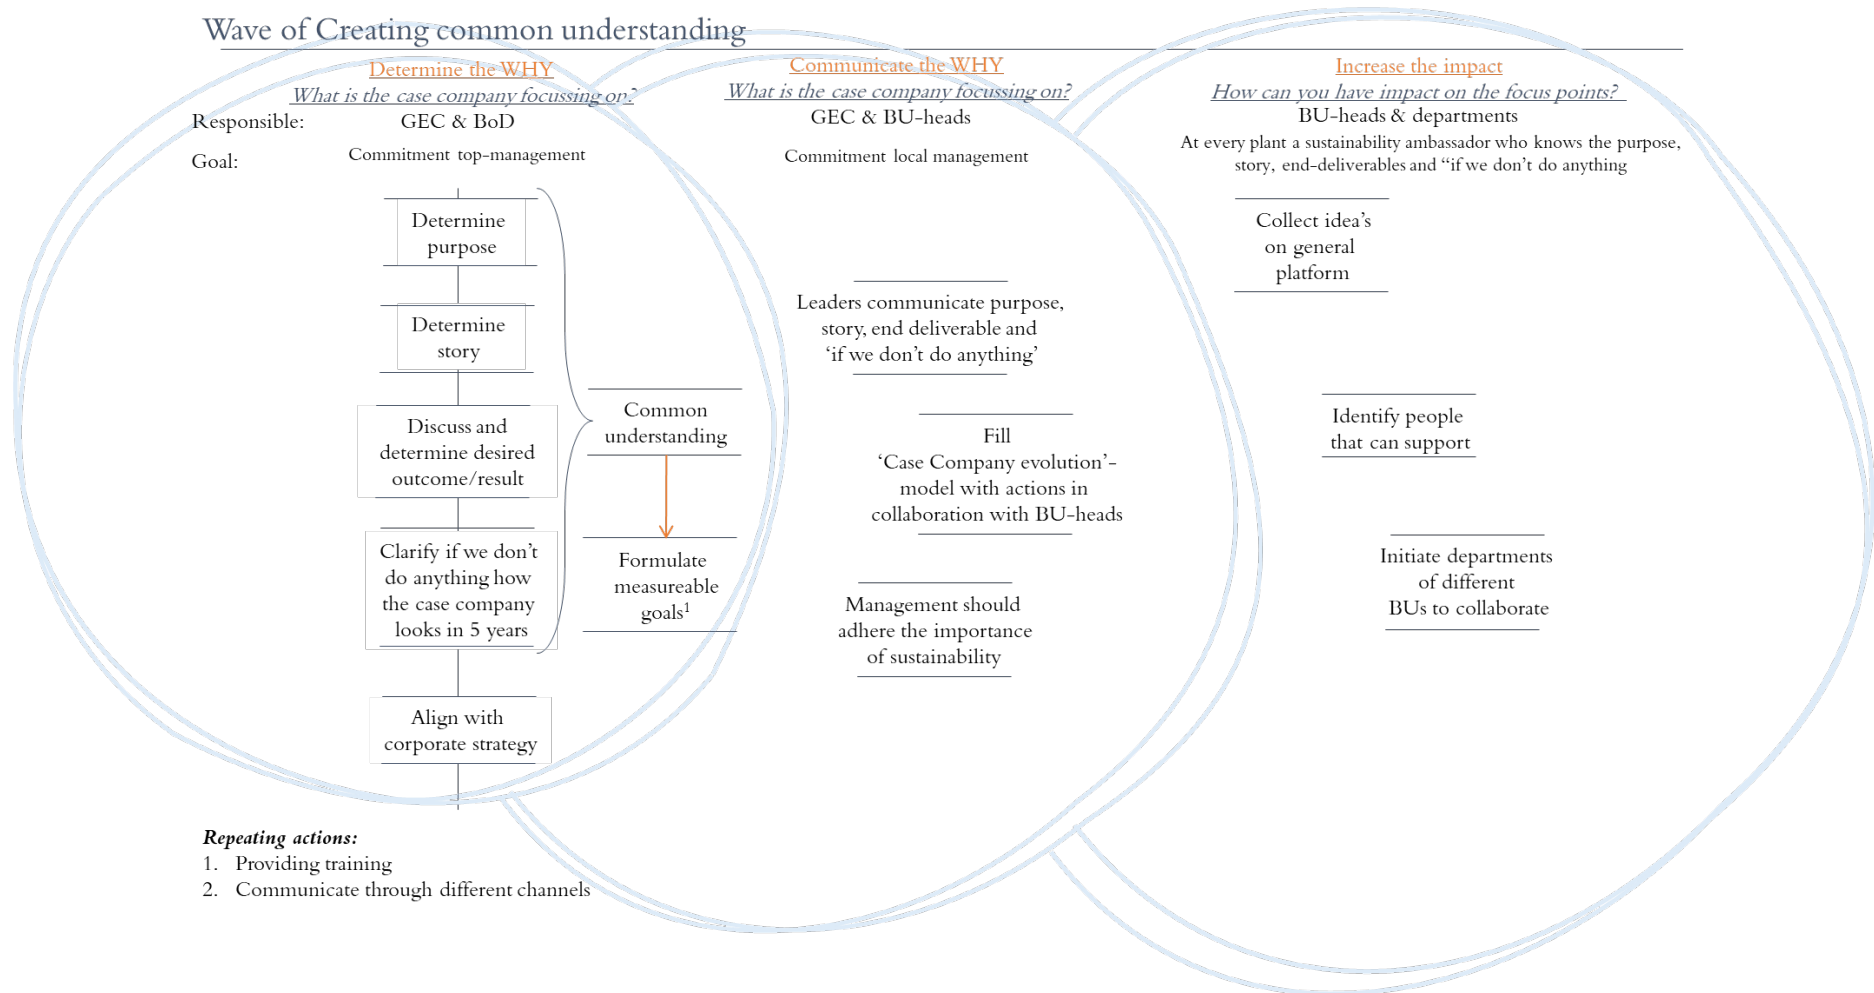 Wave of Creating common understanding
Determine the WHY
What is the case company focussing on?
Responsible:
GEC & BoD
Goal:
Commitment top-management
Determine
purpose
Determine
story
Discuss and
determine desired
outcome/result
Clarify if we don't
do anything how
the case company
looks in 5 years
Align with
corporate strategy
Common
understanding
Formulate
measureable
goals¹
Communicate the WHY
What is the case company focussing on?
GEC & BU-heads
Commitment local management
Leaders communicate purpose,
story, end deliverable and
‘if we don’t do anything’
Fill
‘Case Company evolution’-
model with actions in
collaboration with BU-heads
Management should
adhere the importance
of sustainability
Increase the impact
How can you have impact on the focus points?
BU-heads & departments
At every plant a sustainability ambassador who knows the purpose,
story, end-deliverables and “if we don’t do anything
Collect idea’s
on general
platform
Identify people
that can support
Initiate departments
of different
BUs to collaborate
Repeating actions:
1. Providing training
2. Communicate through different channels